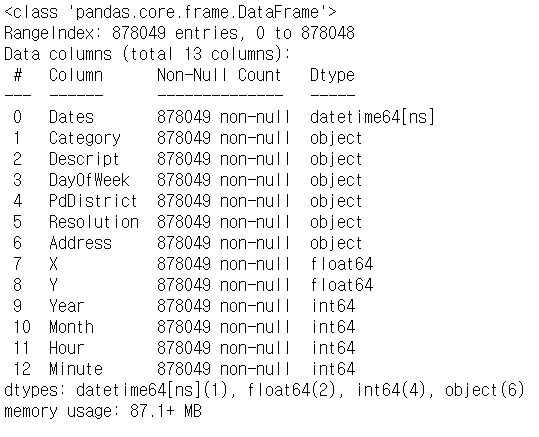 <class 'pandas.core.frame.DataFrame'>
RangeIndex: 878049 entries, 0 to 878048
Data columns (total 13 columns):
 #   Column      Non-Null Count   Dtype
---  ------      --------------   -----
 0   Dates       878049 non-null  datetime64[ns]
 1   Category    878049 non-null  object
 2   Descript    878049 non-null  object
 3   DayOfWeek   878049 non-null  object
 4   PdDistrict  878049 non-null  object
 5   Resolution  878049 non-null  object
 6   Address     878049 non-null  object
 7   X           878049 non-null  float64
 8   Y           878049 non-null  float64
 9   Year        878049 non-null  int64
 10  Month       878049 non-null  int64
 11  Hour        878049 non-null  int64
 12  Minute      878049 non-null  int64
dtypes: datetime64[ns](1), float64(2), int64(4), object(6)
memory usage: 87.1+ MB